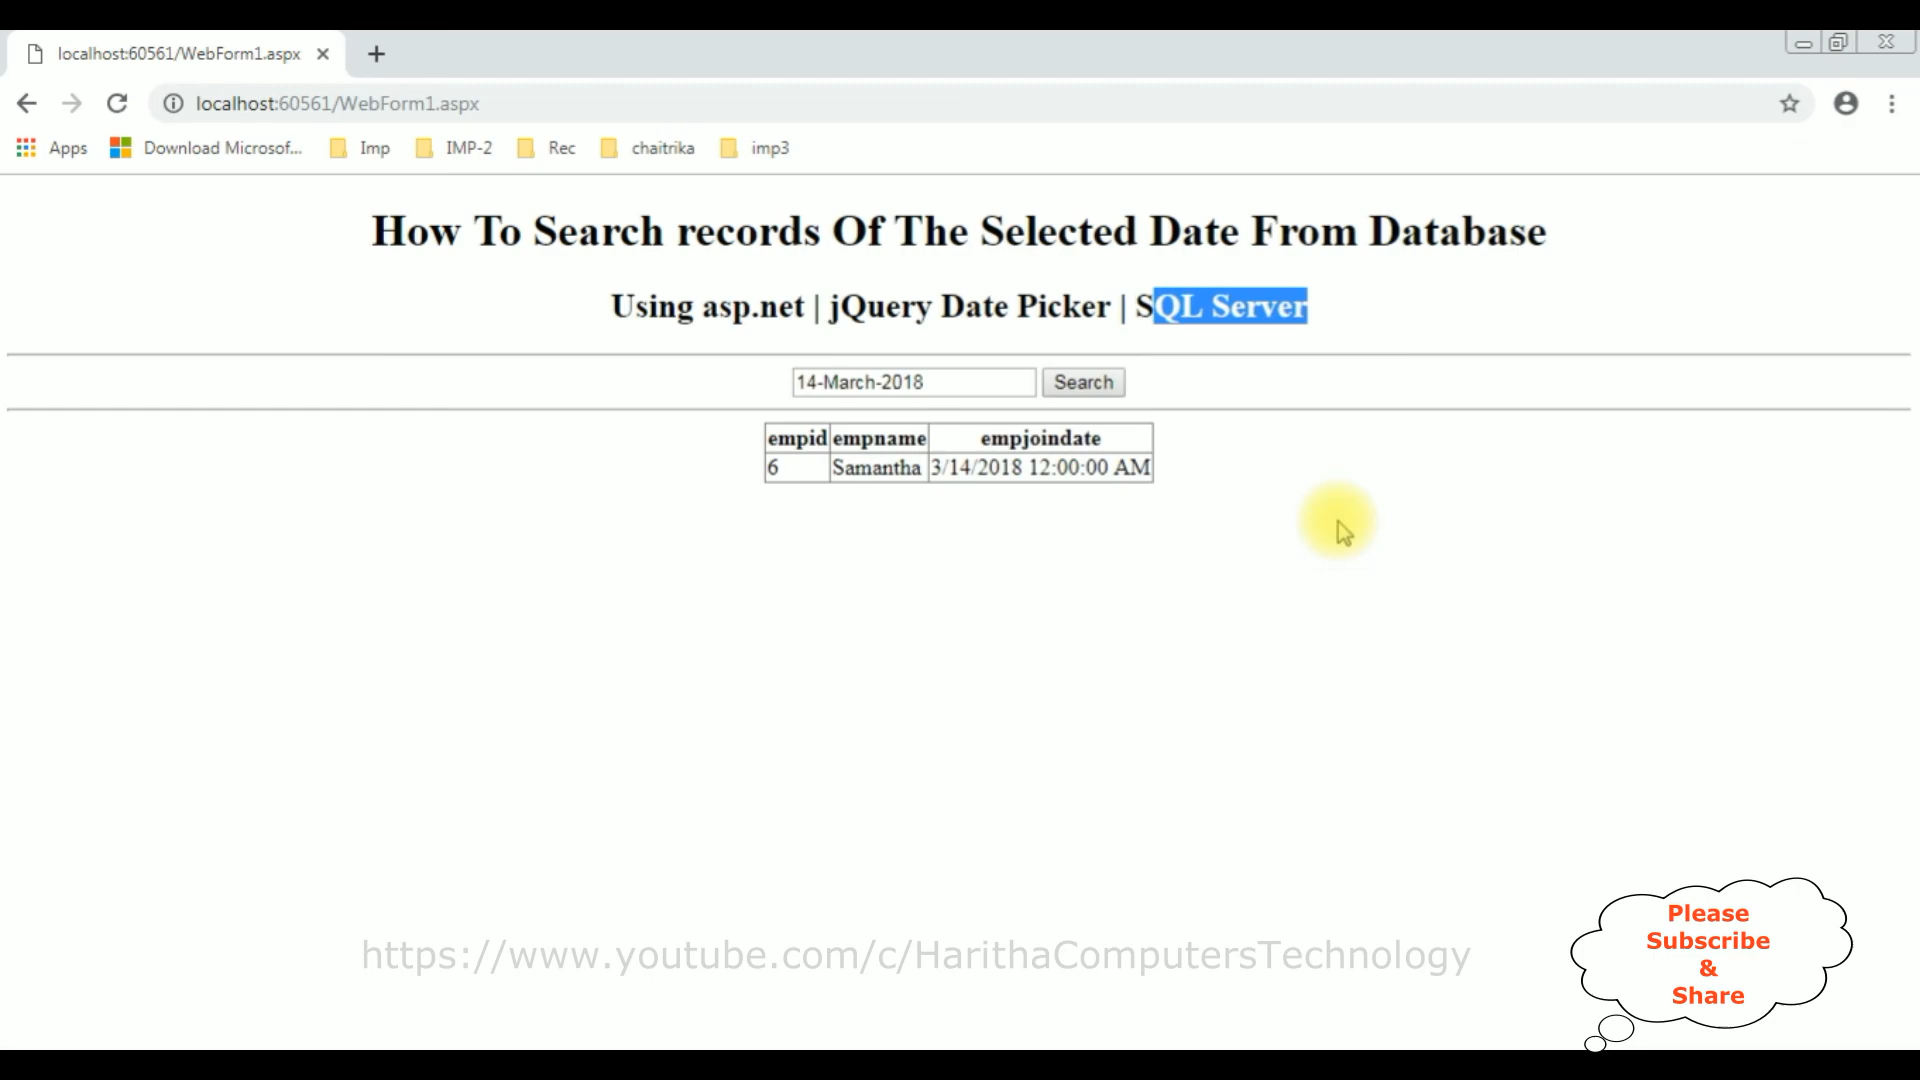 localhost:60561/WebForm1.aspx
localhost:60561/WebForm1.aspx
Apps Download Microsof... Imp IMP-2 Rec chaitrika imp3
How To Search records Of The Selected Date From Database
Using asp.net | jQuery Date Picker | SQL Server
14-March-2018 Search
empid empname empjoindate
6 Samantha 3/14/2018 12:00:00 AM
https://www.youtube.com/c/HarithaComputersTechnology
Please
Subscribe
&
Share